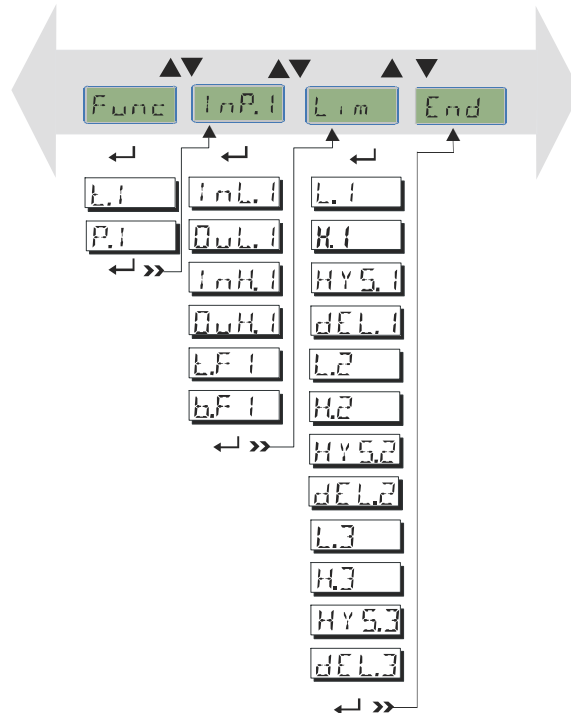 Func InP.1 Lim End
t.1
P.1
InL.1
OuL.1
InH.1
OuH.1
t.F1
b.F1
L.1
H.1
HYS.1
dEL.1
L.2
H.2
HYS.2
dEL.2
L.3
H.3
HYS.3
dEL.3